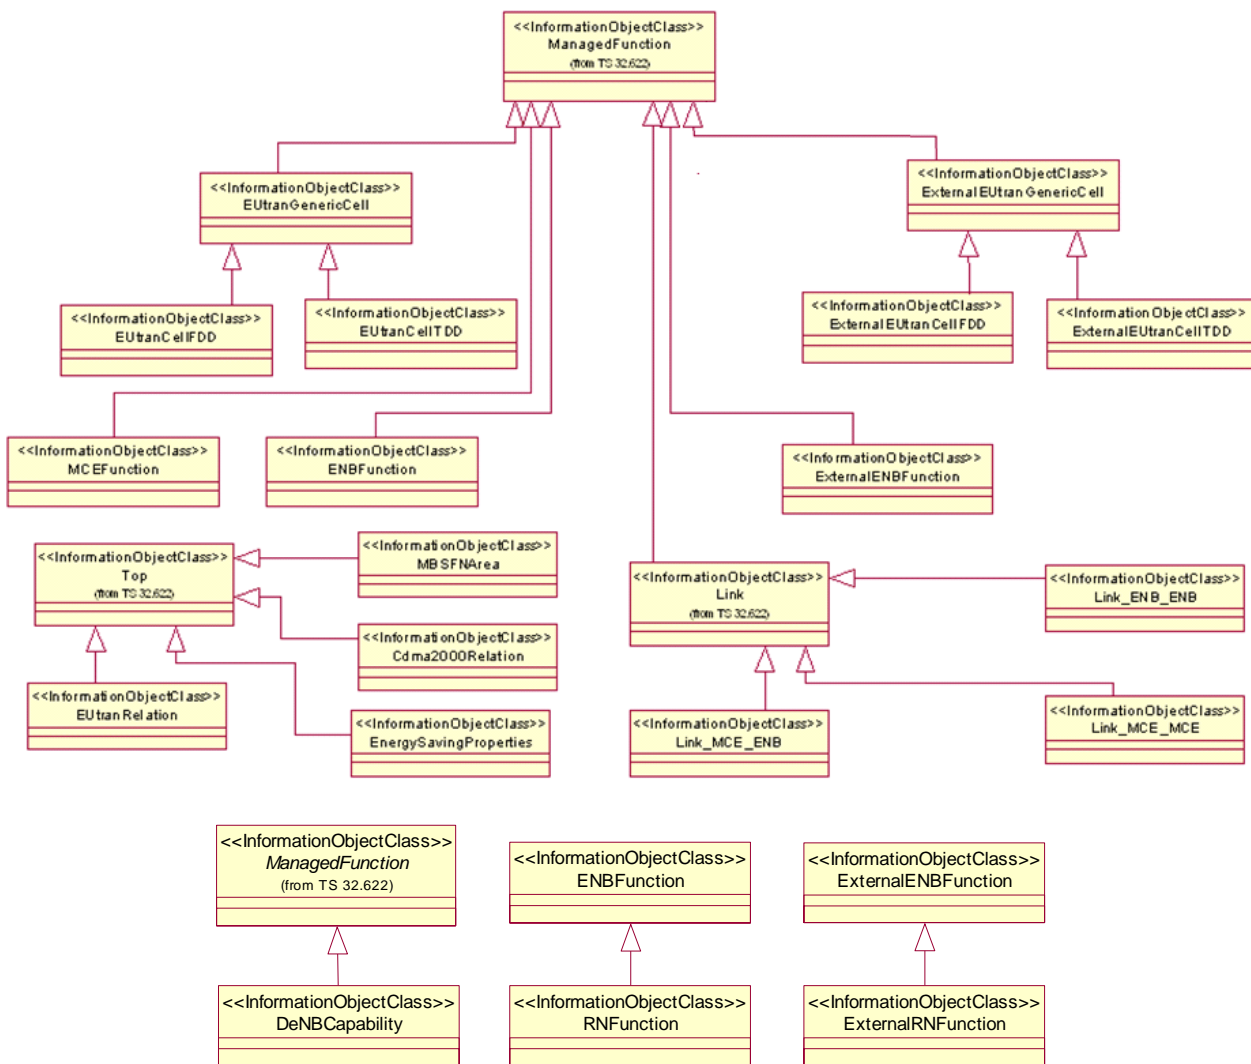 <<InformationObjectClass>>
ManagedFunction
(from TS 32.622)
<<InformationObjectClass>>
EUtranGenericCell
<<InformationObjectClass>>
ExternalEUtranGenericCell
<<InformationObjectClass>>
EUtranCellFDD
<<InformationObjectClass>>
EUtranCellTDD
<<InformationObjectClass>>
ExternalEUtranCellFDD
<<InformationObjectClass>>
ExternalEUtranCellTDD
<<InformationObjectClass>>
MCEFunction
<<InformationObjectClass>>
ENBFunction
<<InformationObjectClass>>
ExternalENBFunction
<<InformationObjectClass>>
Top
(from TS 32.622)
<<InformationObjectClass>>
MBSFNArea
<<InformationObjectClass>>
Link
(from TS 32.622)
<<InformationObjectClass>>
Link_ENB_ENB
<<InformationObjectClass>>
Cdma2000Relation
<<InformationObjectClass>>
EUtranRelation
<<InformationObjectClass>>
EnergySavingProperties
<<InformationObjectClass>>
Link_MCE_ENB
<<InformationObjectClass>>
Link_MCE_MCE
<<InformationObjectClass>>
ManagedFunction
(from TS 32.622)
<<InformationObjectClass>>
ENBFunction
<<InformationObjectClass>>
ExternalENBFunction
<<InformationObjectClass>>
DeNBCapability
<<InformationObjectClass>>
RNFunction
<<InformationObjectClass>>
ExternalRNFunction